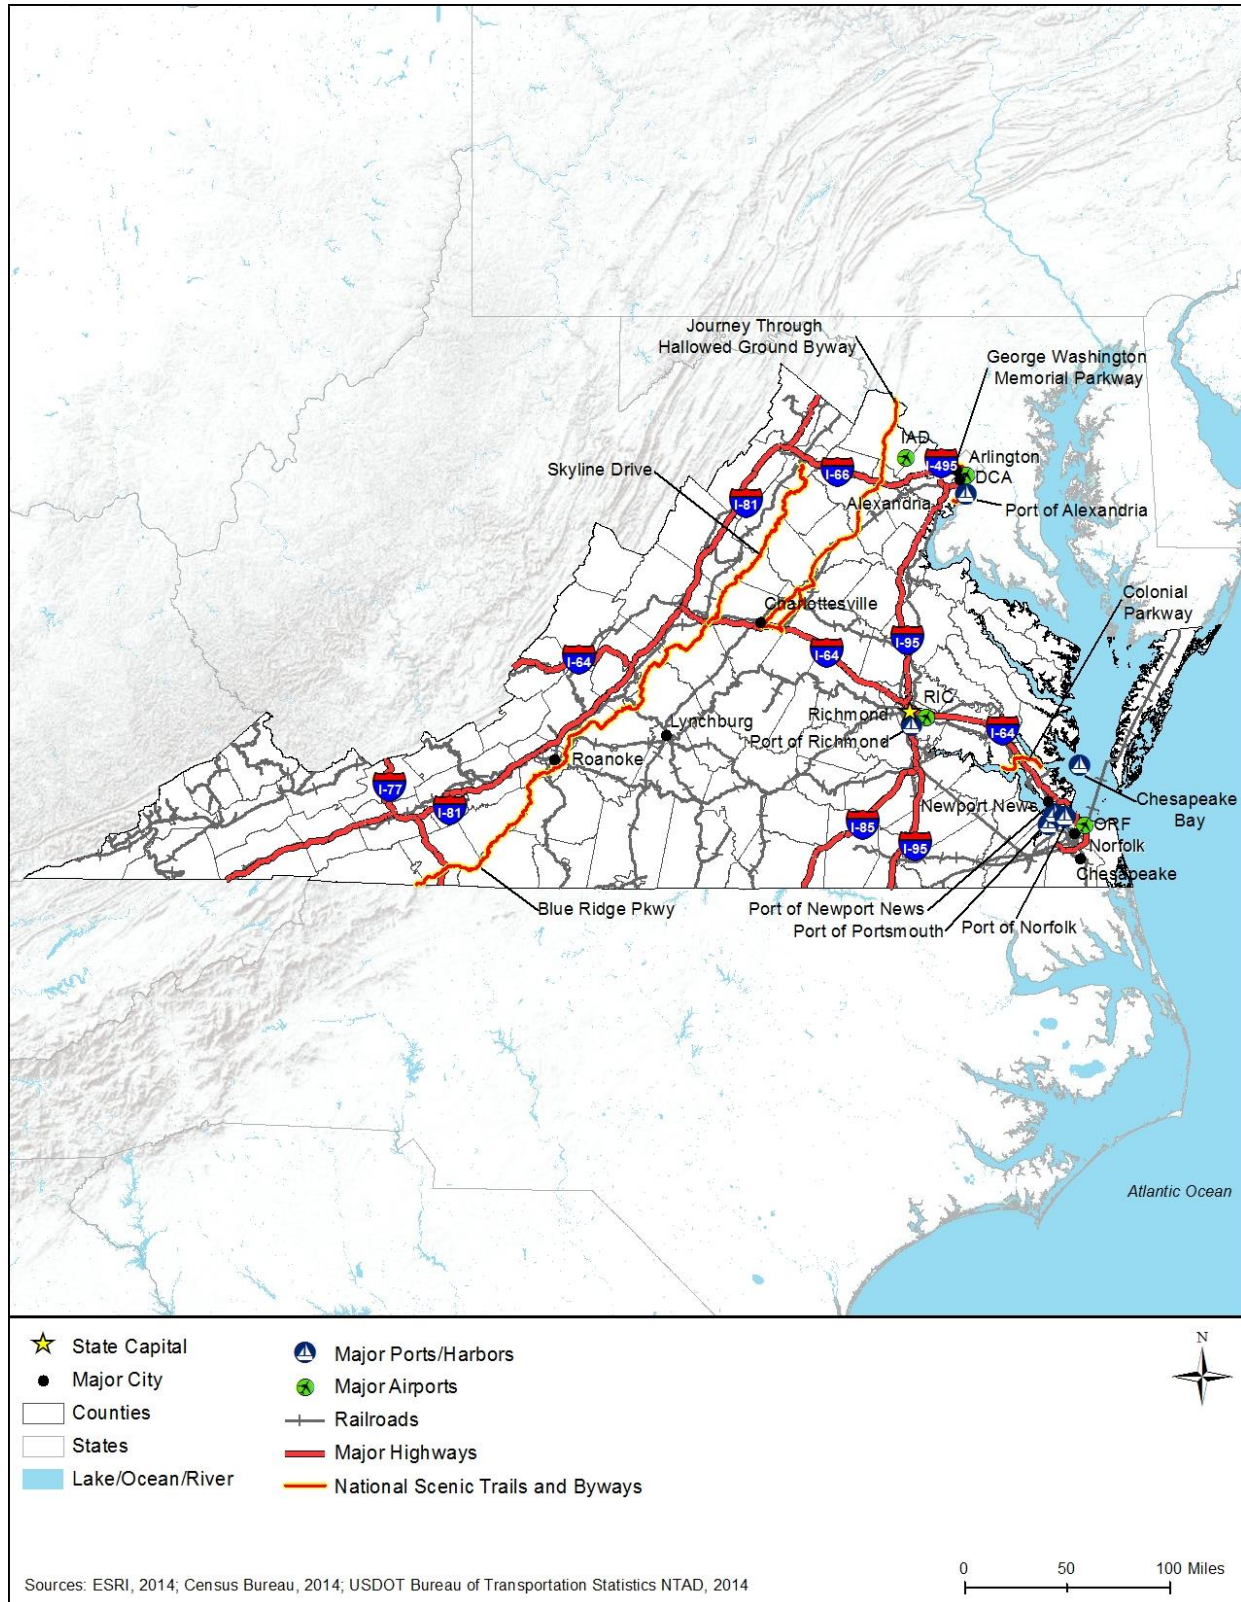 Journey Through
Hallowed Ground Byway
George Washington
Memorial Parkway
IAD
I-495
Arlington
DCA
Skyline Drive
I-66
I-81
Alexandria
Port of Alexandria
Colonial
Parkway
Charlottesville
I-64
I-64
I-95
RIC
Richmond
Port of Richmond
I-64
Lynchburg
Roanoke
I-77
I-81
Newport News
Chesapeake
Bay
I-85
I-95
ORF
Norfolk
Chesapeake
Blue Ridge Pkwy
Port of Newport News
Port of Portsmouth
Port of Norfolk
Atlantic Ocean
State Capital
Major City
Counties
States
Lake/Ocean/River
Major Ports/Harbors
Major Airports
Railroads
Major Highways
National Scenic Trails and Byways
N
0 50 100 Miles
Sources: ESRI, 2014; Census Bureau, 2014; USDOT Bureau of Transportation Statistics NTAD, 2014